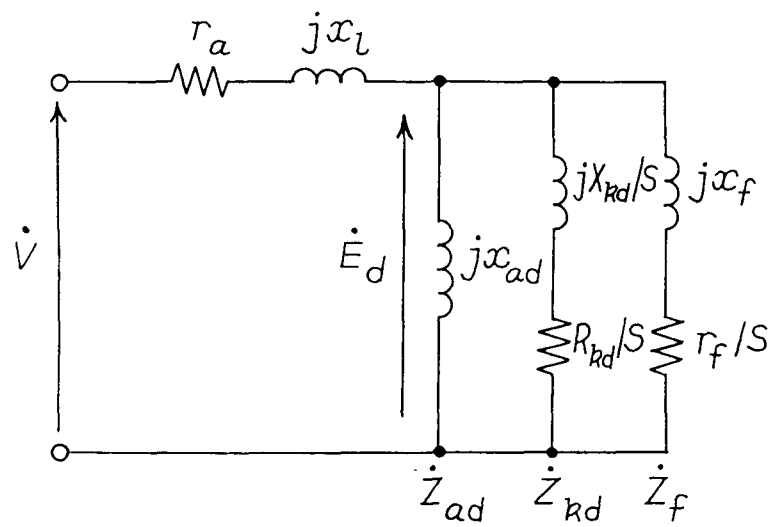 r_a
jx_l
jX_kd/S
jx_f
V̇
Ė_d
jx_ad
R_kd/S
r_f/S
Ż_ad
Ż_kd
Ż_f